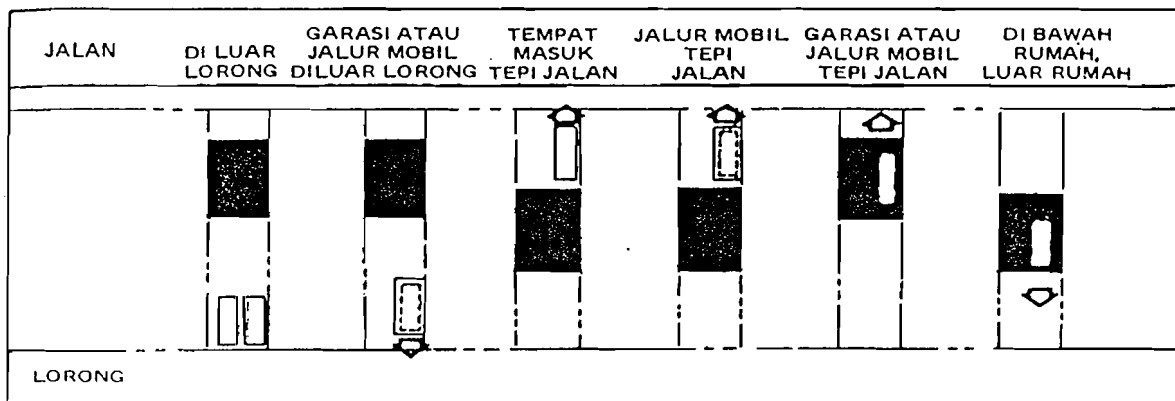 JALAN
DI LUAR
LORONG
GARASI ATAU
JALUR MOBIL
DILUAR LORONG
TEMPAT
MASUK
TEPI JALAN
JALUR MOBIL
TEPI
JALAN
GARASI ATAU
JALUR MOBIL
TEPI JALAN
DI BAWAH
RUMAH,
LUAR RUMAH
LORONG